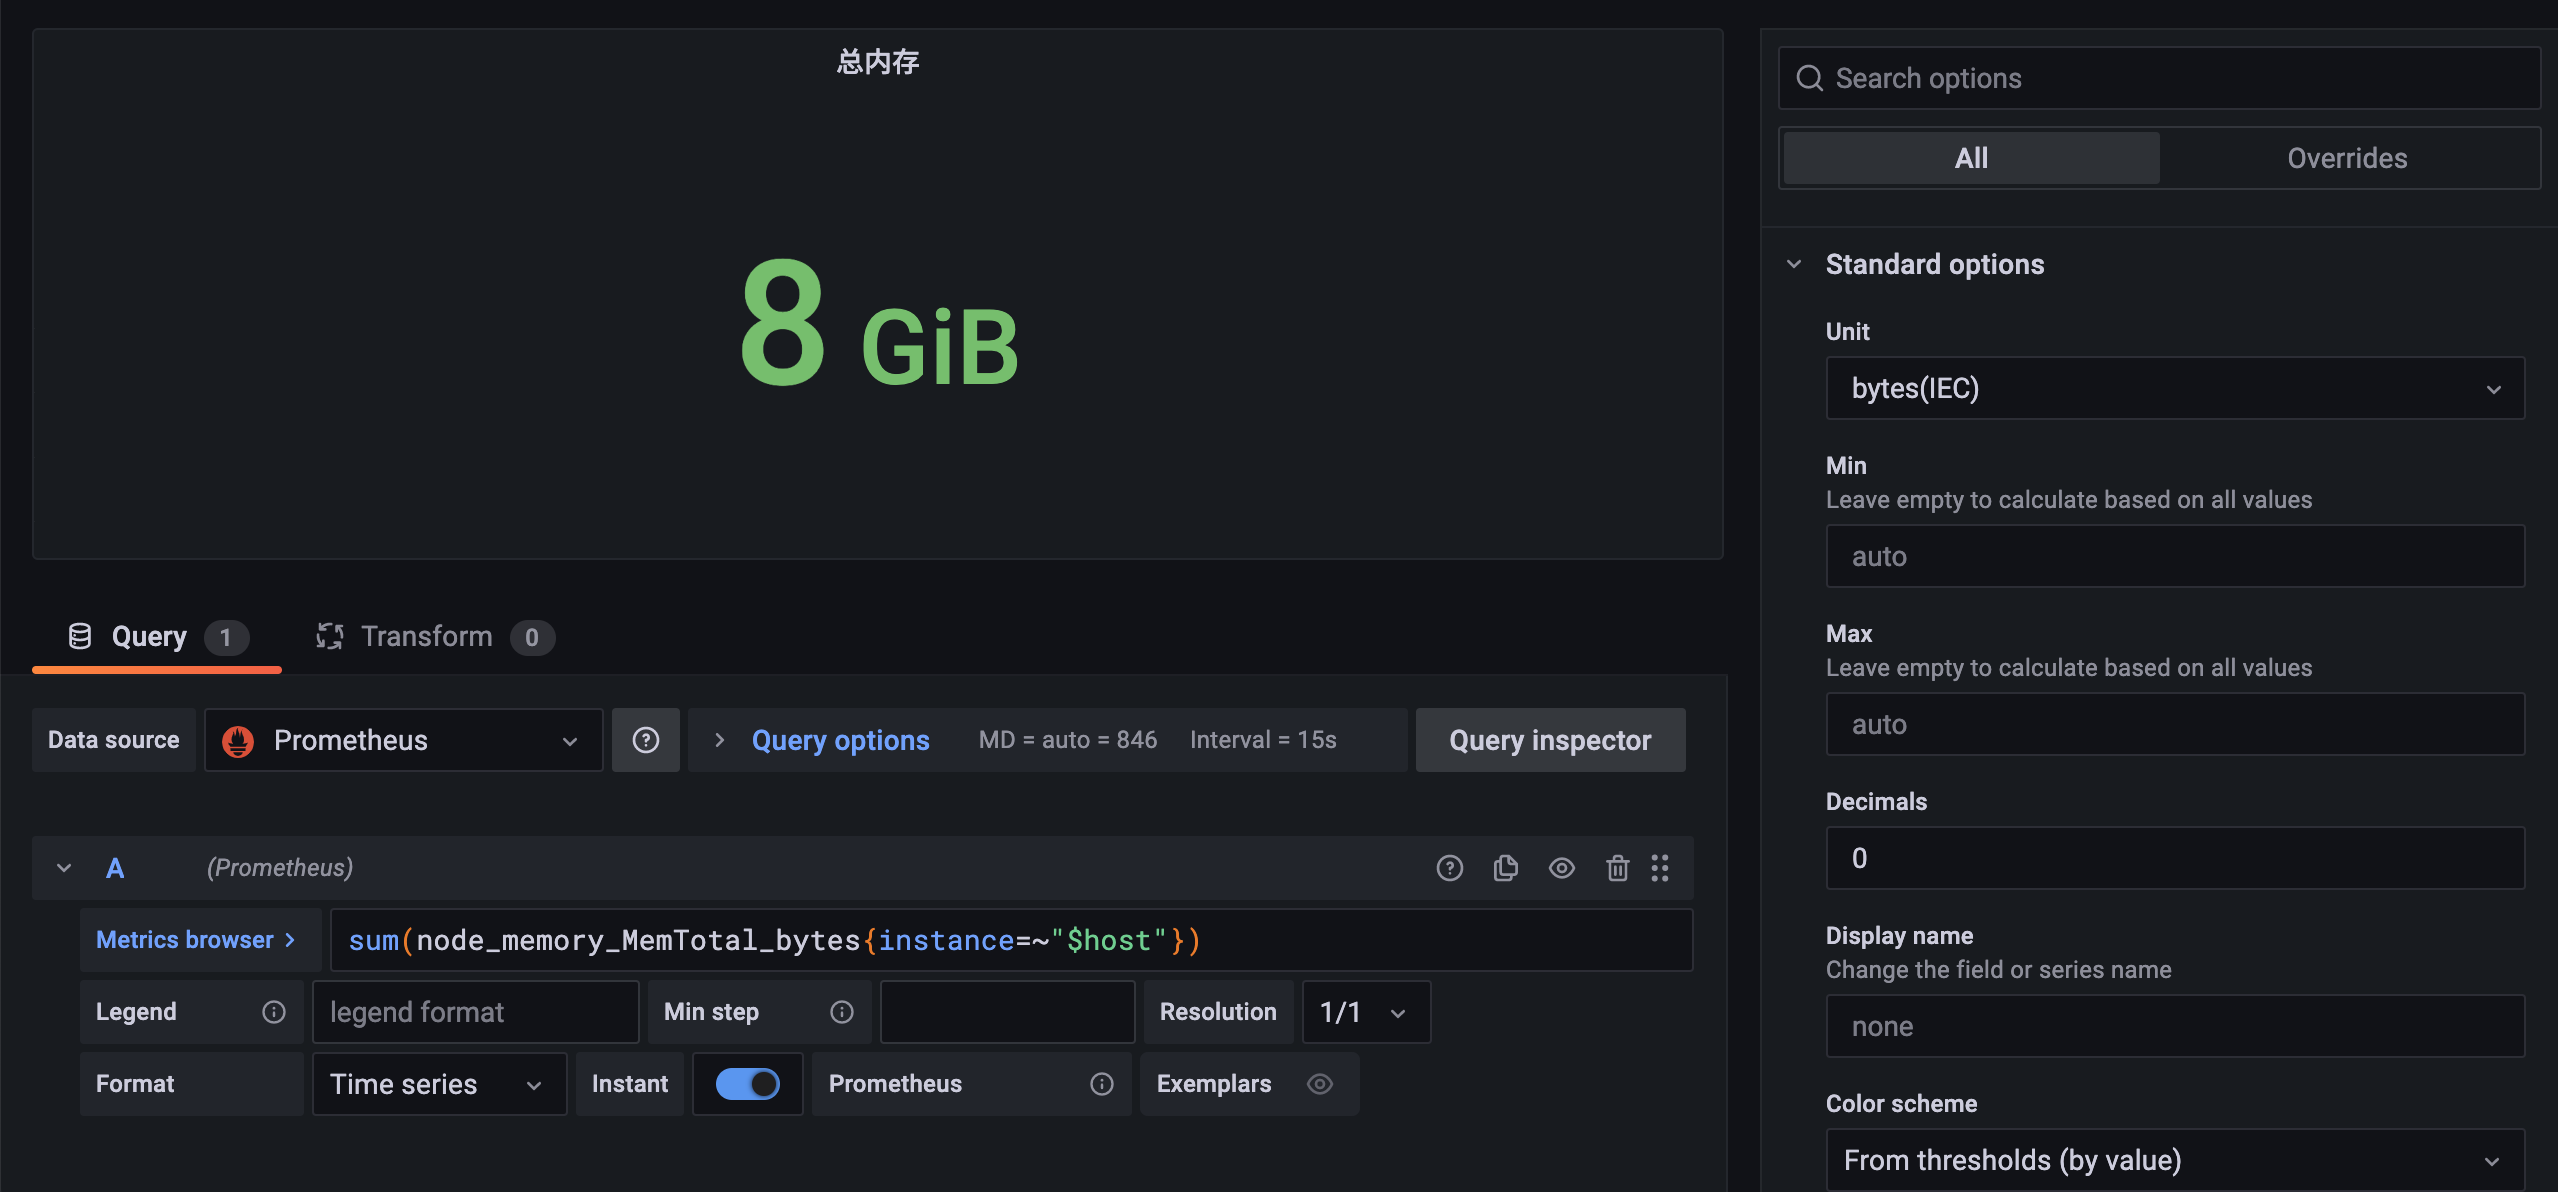 总内存
8 GiB
Query 1
Transform 0
Data source
Prometheus
Query options
MD = auto = 846
Interval = 15s
Query inspector
A
(Prometheus)
Metrics browser >
sum(node_memory_MemTotal_bytes{instance=~"$host"})
Legend
legend format
Min step
Resolution
1/1
Format
Time series
Instant
Prometheus
Exemplars
Search options
All
Overrides
Standard options
Unit
bytes(IEC)
Min
Leave empty to calculate based on all values
auto
Max
Leave empty to calculate based on all values
auto
Decimals
0
Display name
Change the field or series name
none
Color scheme
From thresholds (by value)